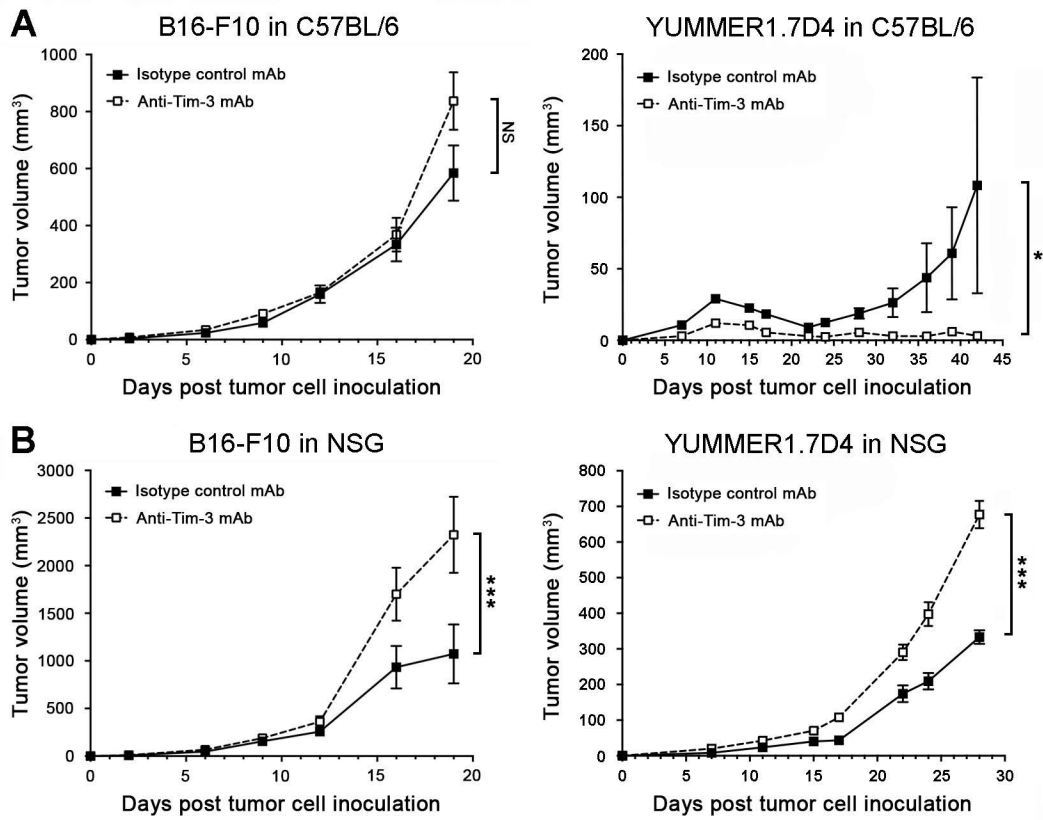 A
B16-F10 in C57BL/6
Tumor volume (mm³)
1000
800
600
400
200
0
Isotype control mAb
Anti-Tim-3 mAb
NS
0 5 10 15 20
Days post tumor cell inoculation
YUMMER1.7D4 in C57BL/6
Tumor volume (mm³)
200
150
100
50
0
Isotype control mAb
Anti-Tim-3 mAb
*
0 5 10 15 20 25 30 35 40 45
Days post tumor cell inoculation
B
B16-F10 in NSG
Tumor volume (mm³)
3000
2500
2000
1500
1000
500
0
Isotype control mAb
Anti-Tim-3 mAb
***
0 5 10 15 20
Days post tumor cell inoculation
YUMMER1.7D4 in NSG
Tumor volume (mm³)
800
700
600
500
400
300
200
100
0
Isotype control mAb
Anti-Tim-3 mAb
***
0 5 10 15 20 25 30
Days post tumor cell inoculation